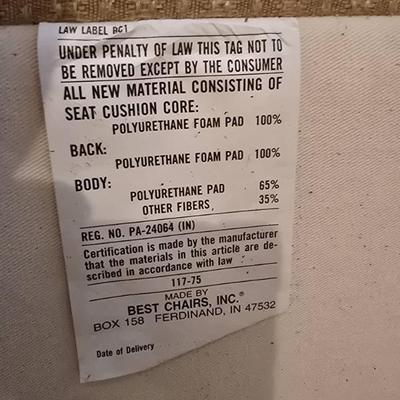 LAW LABEL BC1
UNDER PENALTY OF LAW THIS TAG NOT TO
BE REMOVED EXCEPT BY THE CONSUMER
ALL NEW MATERIAL CONSISTING OF
SEAT CUSHION CORE:
POLYURETHANE FOAM PAD 100%
BACK:
POLYURETHANE FOAM PAD 100%
BODY:
POLYURETHANE PAD 65%
OTHER FIBERS, 35%
REG. NO. PA-24064 (IN)
Certification is made by the manufacturer
that the materials in this article are de-
scribed in accordance with law
117-75
MADE BY
BEST CHAIRS, INC.®
BOX 158 FERDINAND, IN 47532
Date of Delivery